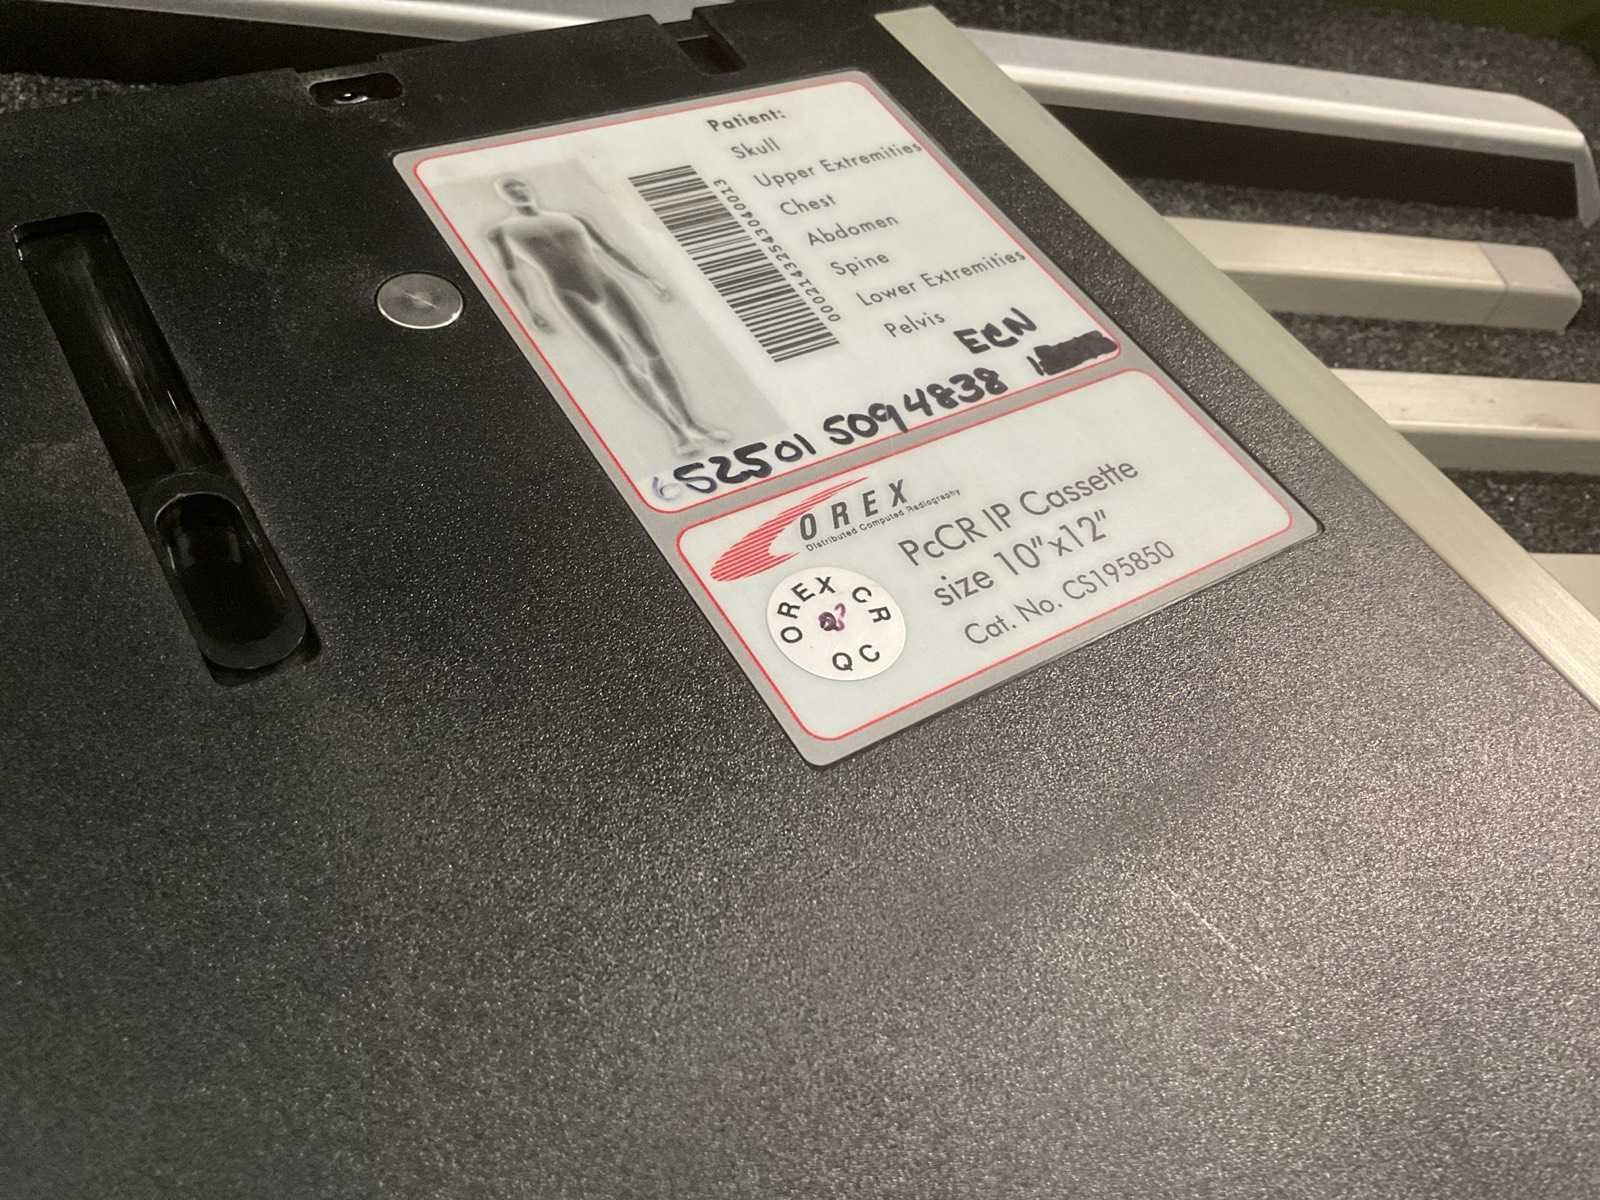 Patient:
Skull
Upper Extremities
Chest
Abdomen
Spine
Lower Extremities
Pelvis
ECN
652501 5094838
OREX
Distributed Computed Radiography
PcCR IP Cassette
size 10"x12"
Cat. No. CS195850
OREX CR
QC